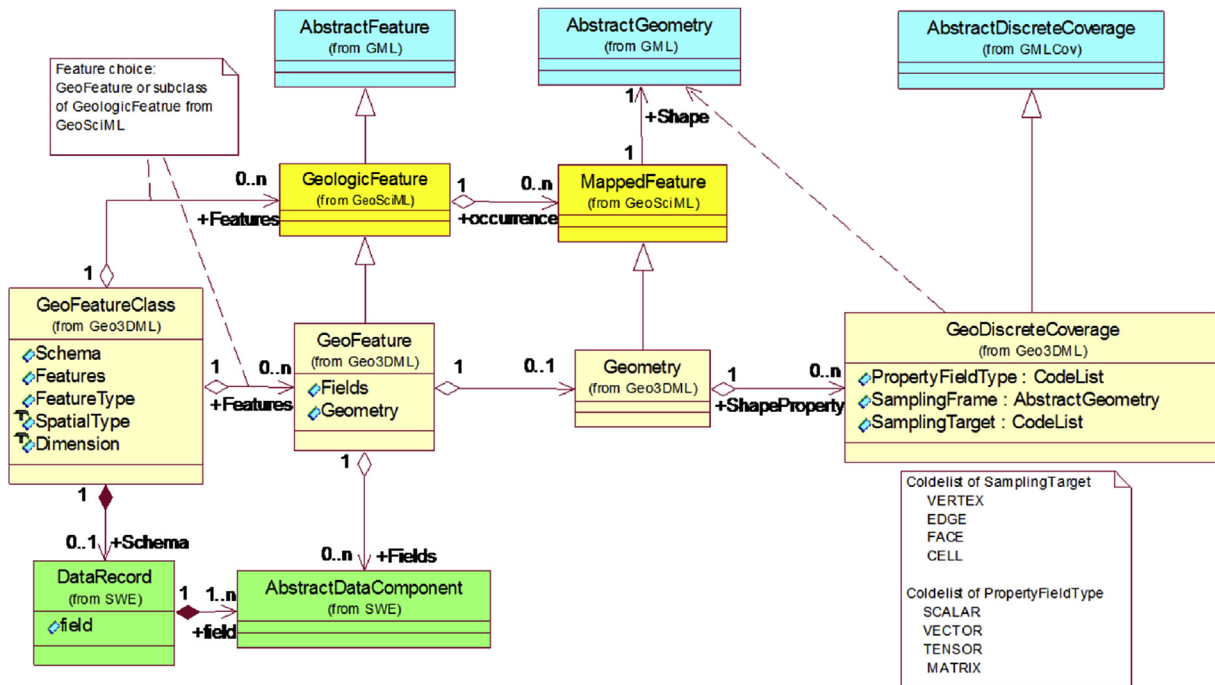 AbstractFeature
(from GML)
AbstractGeometry
(from GML)
AbstractDiscreteCoverage
(from GMLCov)
Feature choice:
GeoFeature or subclass
of GeologicFeatrue from
GeoSciML
1
+Shape
1
0..n
+Features
GeologicFeature
(from GeoSciML)
1
+occurrence
0..n
MappedFeature
(from GeoSciML)
1
GeoFeatureClass
(from Geo3DML)
Schema
Features
FeatureType
SpatialType
Dimension
1
+Features
0..n
GeoFeature
(from Geo3DML)
Fields
Geometry
1
0..1
Geometry
(from Geo3DML)
1
+ShapeProperty
0..n
GeoDiscreteCoverage
(from Geo3DML)
PropertyFieldType : CodeList
SamplingFrame : AbstractGeometry
SamplingTarget : CodeList
1
0..1
+Schema
1
0..n
+Fields
DataRecord
(from SWE)
field
1
1..n
+field
AbstractDataComponent
(from SWE)
Coldelist of SamplingTarget
VERTEX
EDGE
FACE
CELL
Coldelist of PropertyFieldType
SCALAR
VECTOR
TENSOR
MATRIX